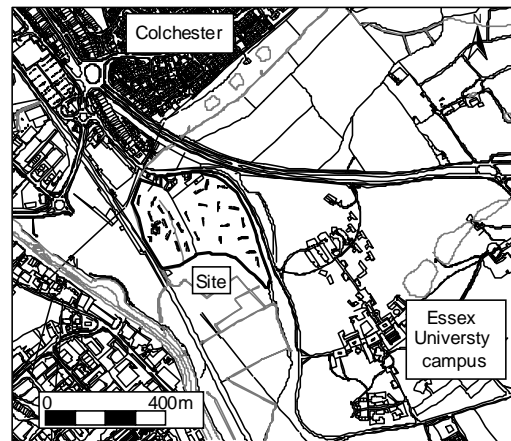 Colchester
N
Site
Essex
Universty
campus
0 400m